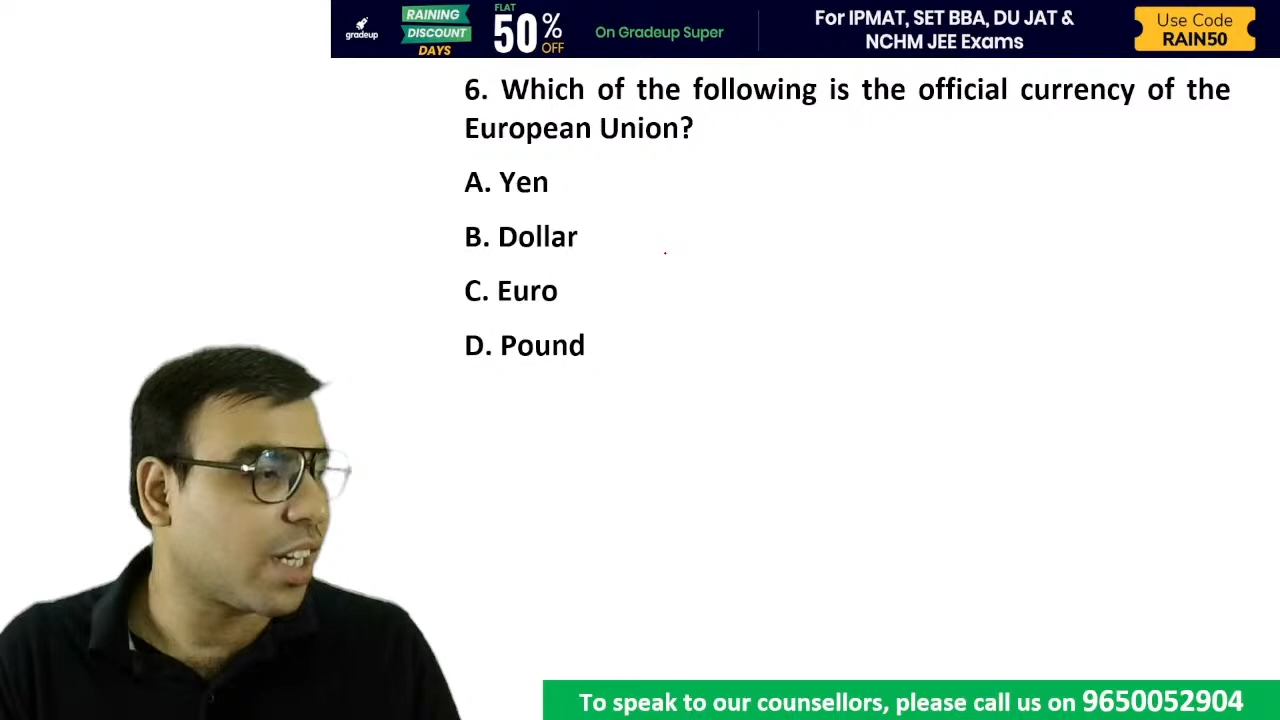 gradeup
RAINING
DISCOUNT
DAYS
FLAT
50% OFF
On Gradeup Super
For IPMAT, SET BBA, DU JAT &
NCHM JEE Exams
Use Code
RAIN50
6. Which of the following is the official currency of the
European Union?
A. Yen
B. Dollar
C. Euro
D. Pound
To speak to our counsellors, please call us on 9650052904